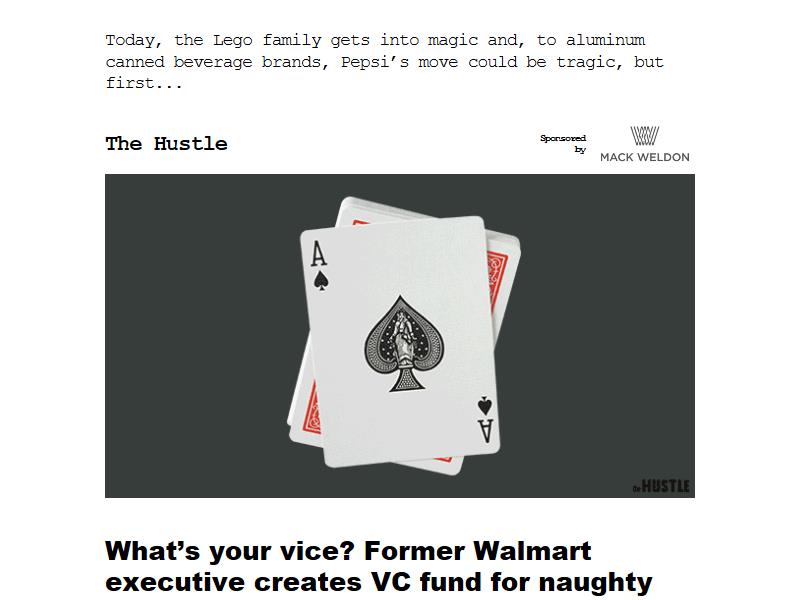 Today, the Lego family gets into magic and, to aluminum
canned beverage brands, Pepsi's move could be tragic, but
first...
The Hustle
Sponsored
by
MACK WELDON
A
A
The HUSTLE
What's your vice? Former Walmart
executive creates VC fund for naughty